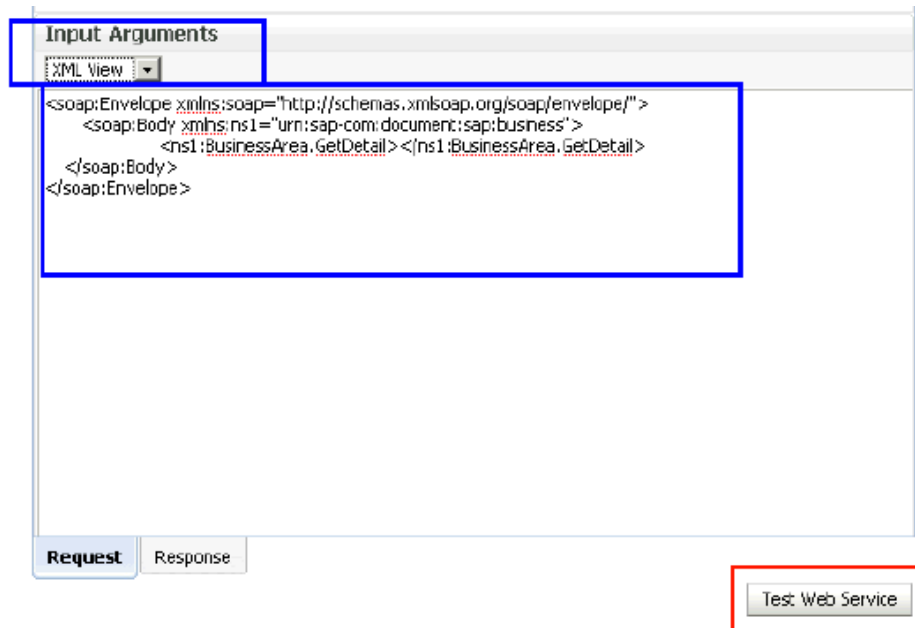 Input Arguments
XML View
<soap:Envelope xmlns:soap="http://schemas.xmlsoap.org/soap/envelope/">
<soap:Body xmlns:ns1="urn:sap-com:document:sap:business">
<ns1:BusinessArea.GetDetail></ns1:BusinessArea.GetDetail>
</soap:Body>
</soap:Envelope>
Request Response
Test Web Service